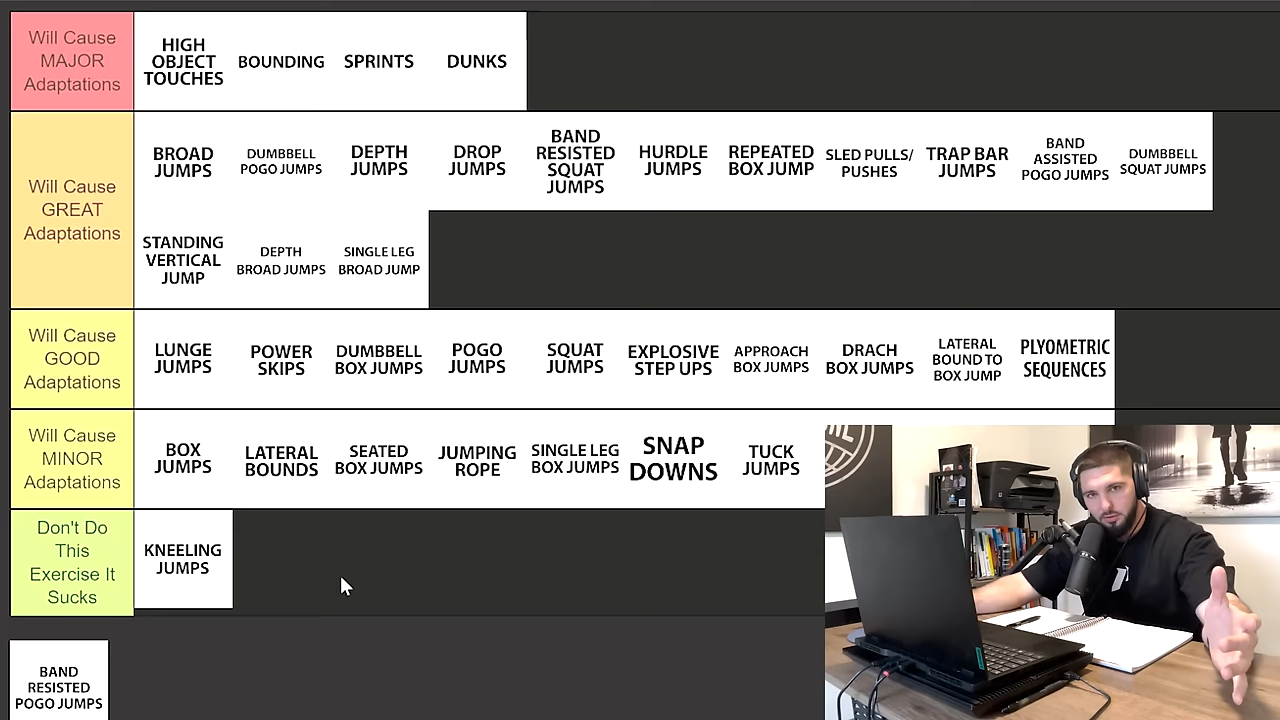 Will Cause
MAJOR
Adaptations
HIGH
OBJECT
TOUCHES
BOUNDING
SPRINTS
DUNKS
Will Cause
GREAT
Adaptations
BROAD
JUMPS
DUMBBELL
POGO JUMPS
DEPTH
JUMPS
DROP
JUMPS
BAND
RESISTED
SQUAT
JUMPS
HURDLE
JUMPS
REPEATED
BOX JUMP
SLED PULLS/
PUSHES
TRAP BAR
JUMPS
BAND
ASSISTED
POGO JUMPS
DUMBBELL
SQUAT JUMPS
STANDING
VERTICAL
JUMP
DEPTH
BROAD JUMPS
SINGLE LEG
BROAD JUMP
Will Cause
GOOD
Adaptations
LUNGE
JUMPS
POWER
SKIPS
DUMBBELL
BOX JUMPS
POGO
JUMPS
SQUAT
JUMPS
EXPLOSIVE
STEP UPS
APPROACH
BOX JUMPS
DRACH
BOX JUMPS
LATERAL
BOUND TO
BOX JUMP
PLYOMETRIC
SEQUENCES
Will Cause
MINOR
Adaptations
BOX
JUMPS
LATERAL
BOUNDS
SEATED
BOX JUMPS
JUMPING
ROPE
SINGLE LEG
BOX JUMPS
SNAP
DOWNS
TUCK
JUMPS
Don't Do
This
Exercise It
Sucks
KNEELING
JUMPS
BAND
RESISTED
POGO JUMPS